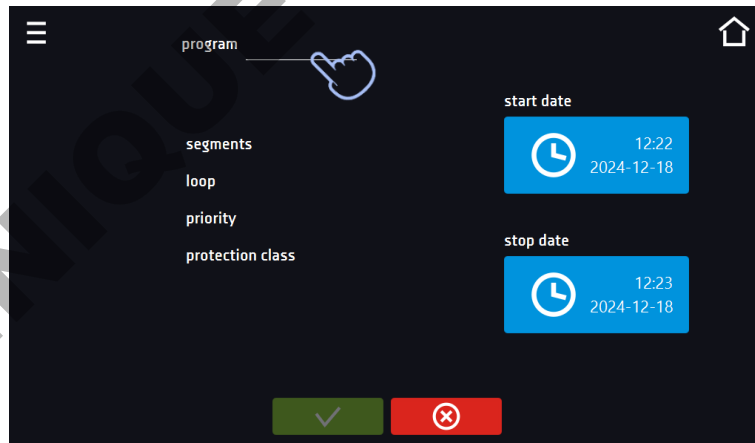 program
start date
12:22
2024-12-18
segments
loop
priority
protection class
stop date
12:23
2024-12-18
NIQUE